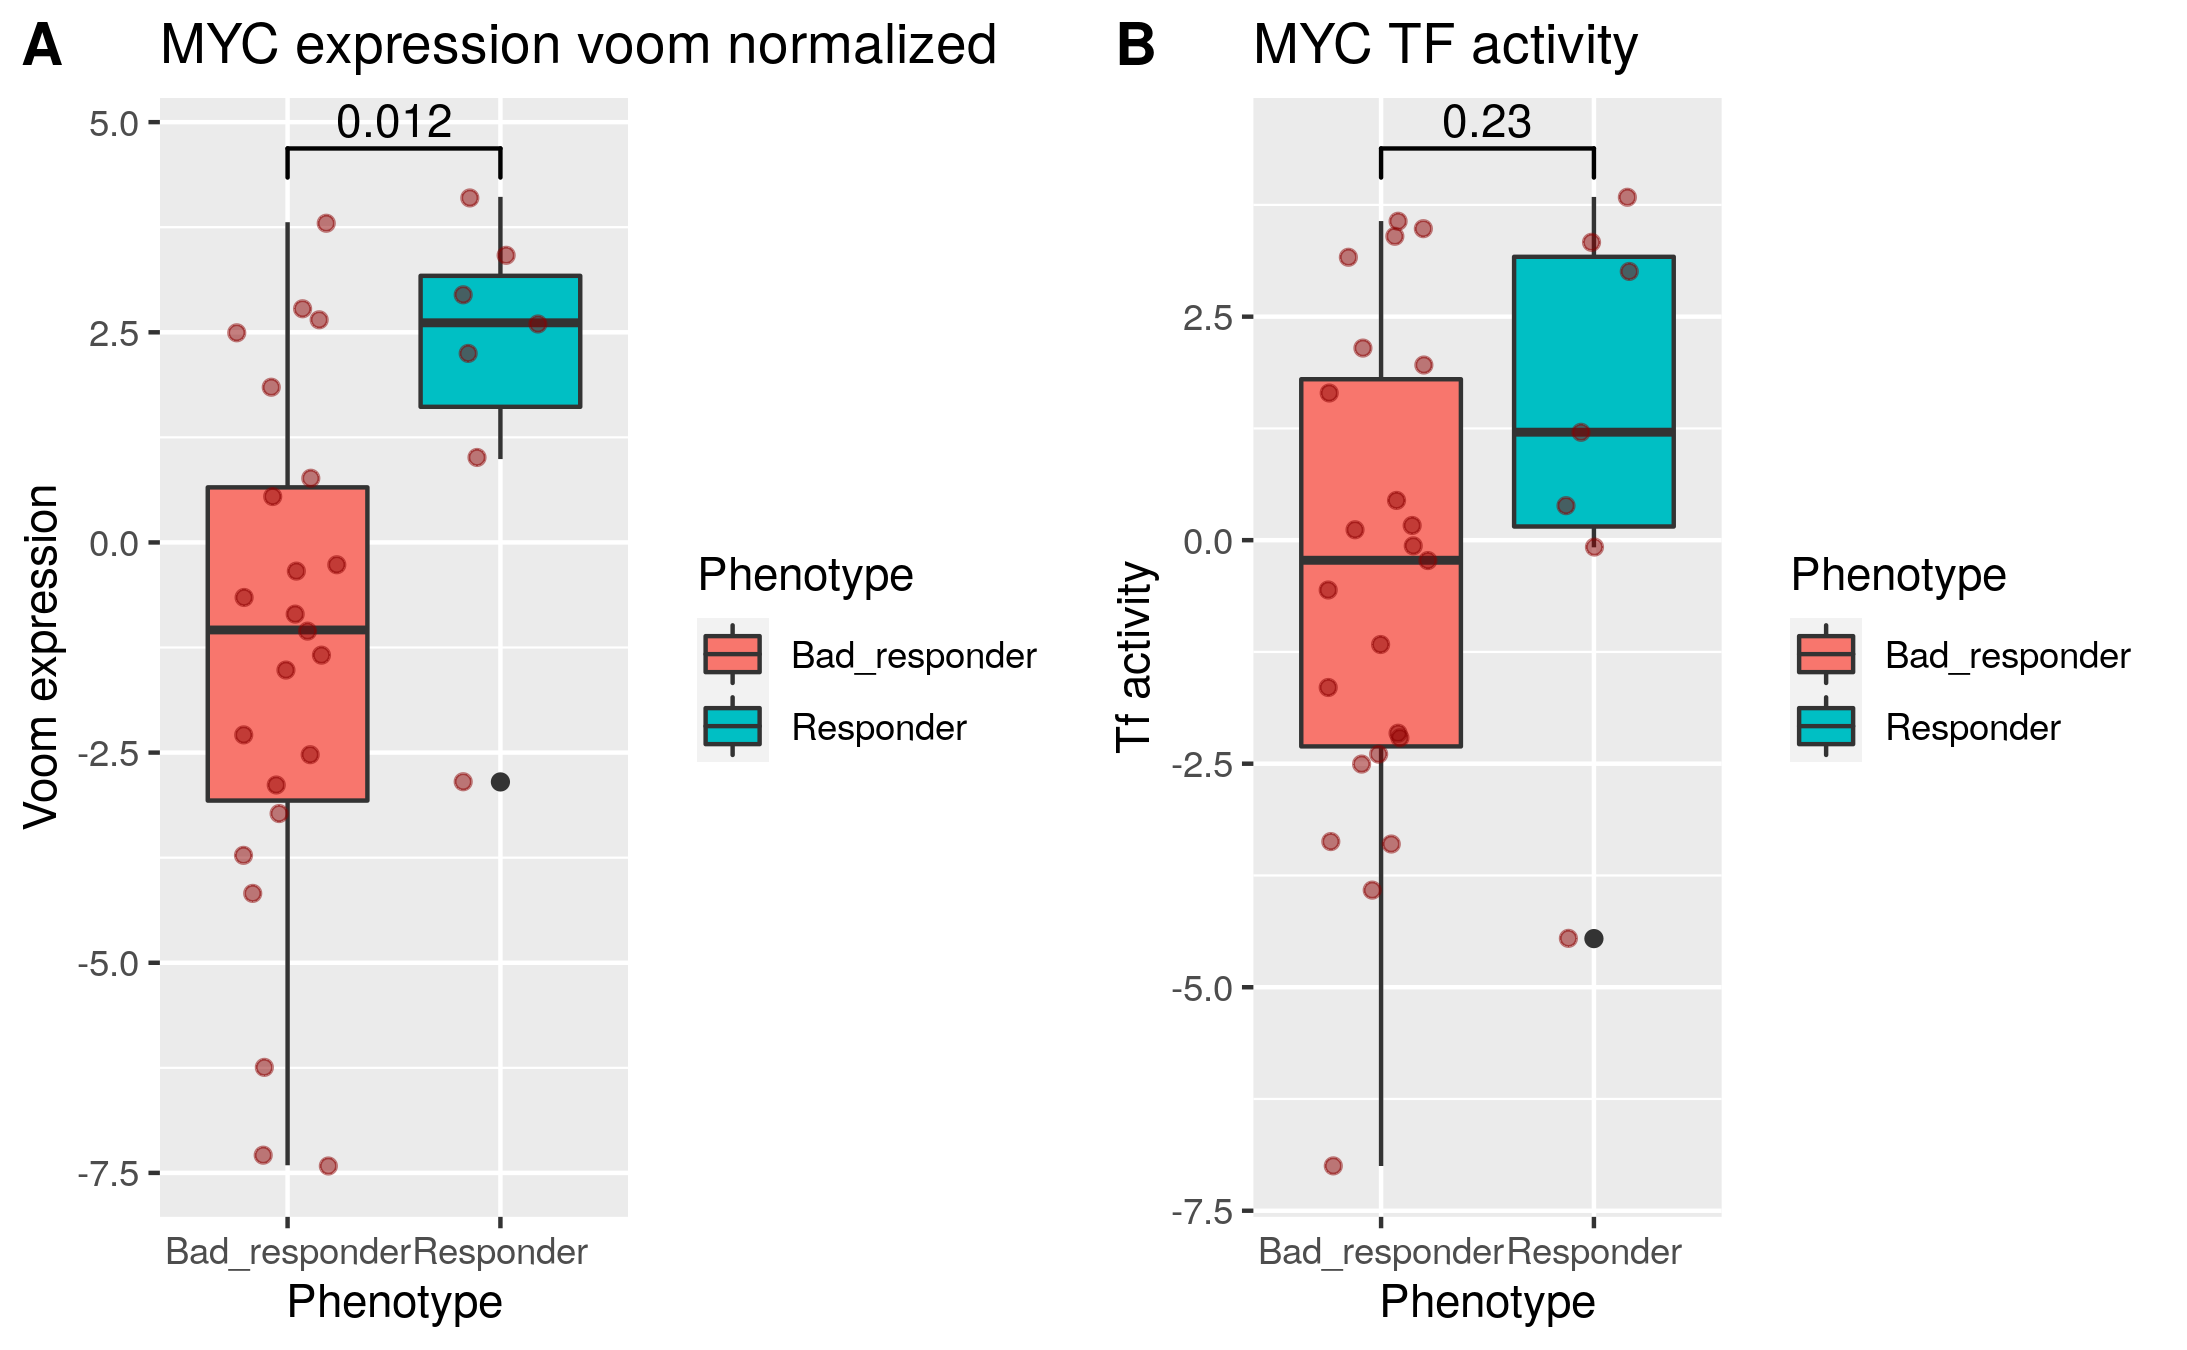 A
MYC expression voom normalized
0.012
5.0
2.5
0.0
-2.5
-5.0
-7.5
Voom expression
Bad_responder
Responder
Phenotype
Phenotype
Bad_responder
Responder
B
MYC TF activity
0.23
2.5
0.0
-2.5
-5.0
-7.5
Tf activity
Bad_responder
Responder
Phenotype
Phenotype
Bad_responder
Responder